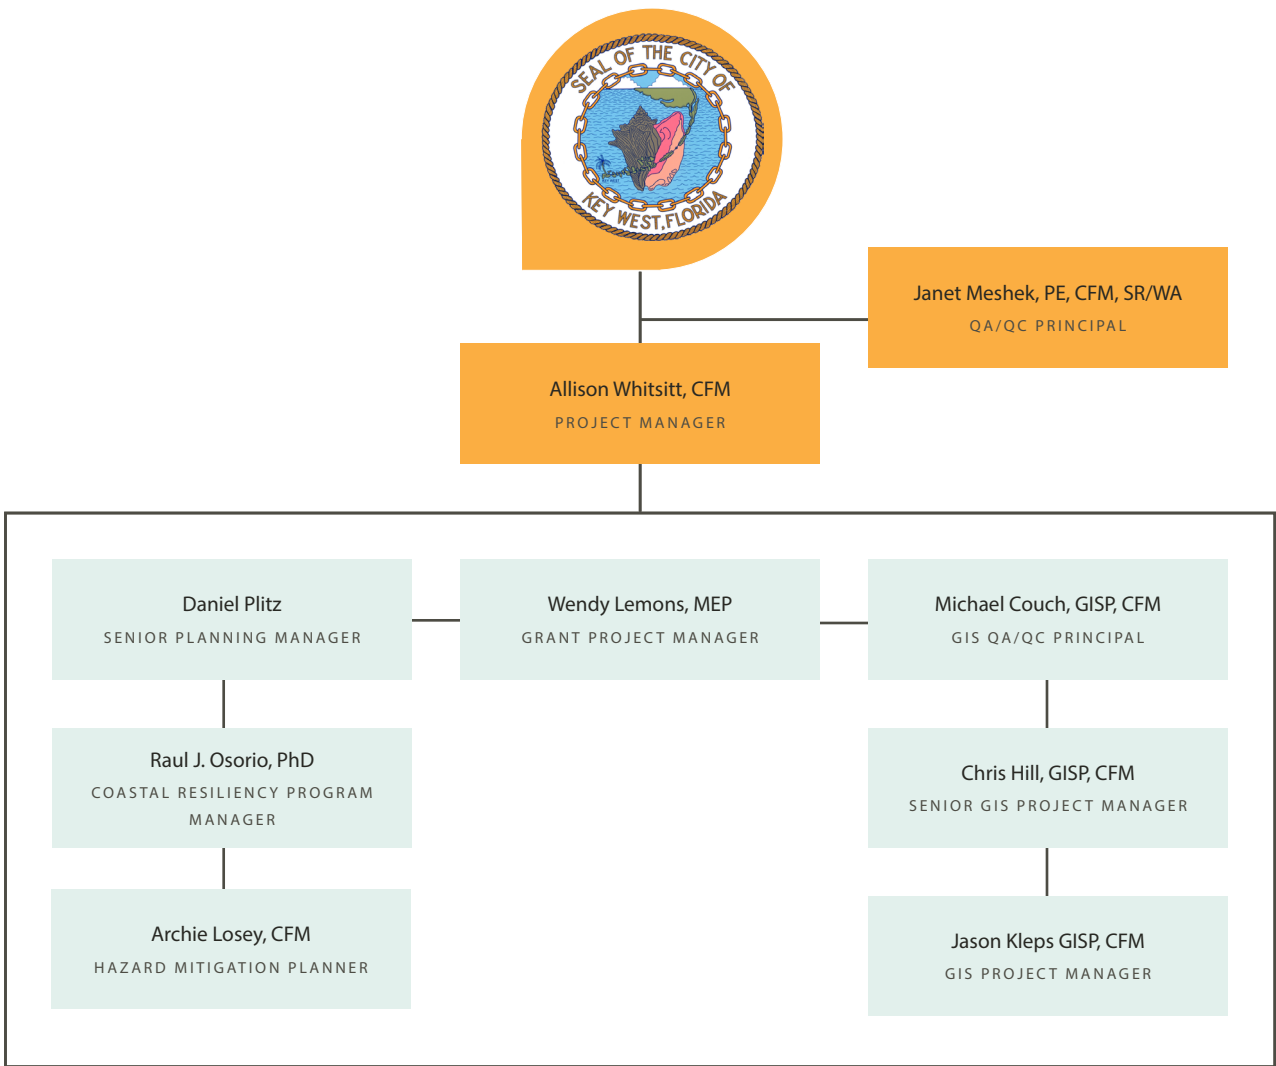 SEAL OF THE CITY OF
KEY WEST, FLORIDA
Janet Meshek, PE, CFM, SR/WA
QA/QC PRINCIPAL
Allison Whitsitt, CFM
PROJECT MANAGER
Daniel Plitz
SENIOR PLANNING MANAGER
Wendy Lemons, MEP
GRANT PROJECT MANAGER
Michael Couch, GISP, CFM
GIS QA/QC PRINCIPAL
Raul J. Osorio, PhD
COASTAL RESILIENCY PROGRAM
MANAGER
Chris Hill, GISP, CFM
SENIOR GIS PROJECT MANAGER
Archie Losey, CFM
HAZARD MITIGATION PLANNER
Jason Kleps GISP, CFM
GIS PROJECT MANAGER